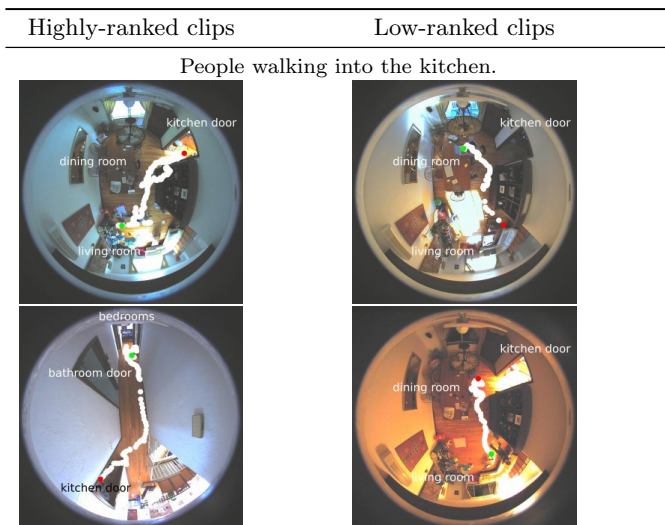 Highly-ranked clips Low-ranked clips
People walking into the kitchen.
kitchen door
dining room
living room
kitchen door
dining room
living room
bedrooms
bathroom door
kitchen door
kitchen door
dining room
living room